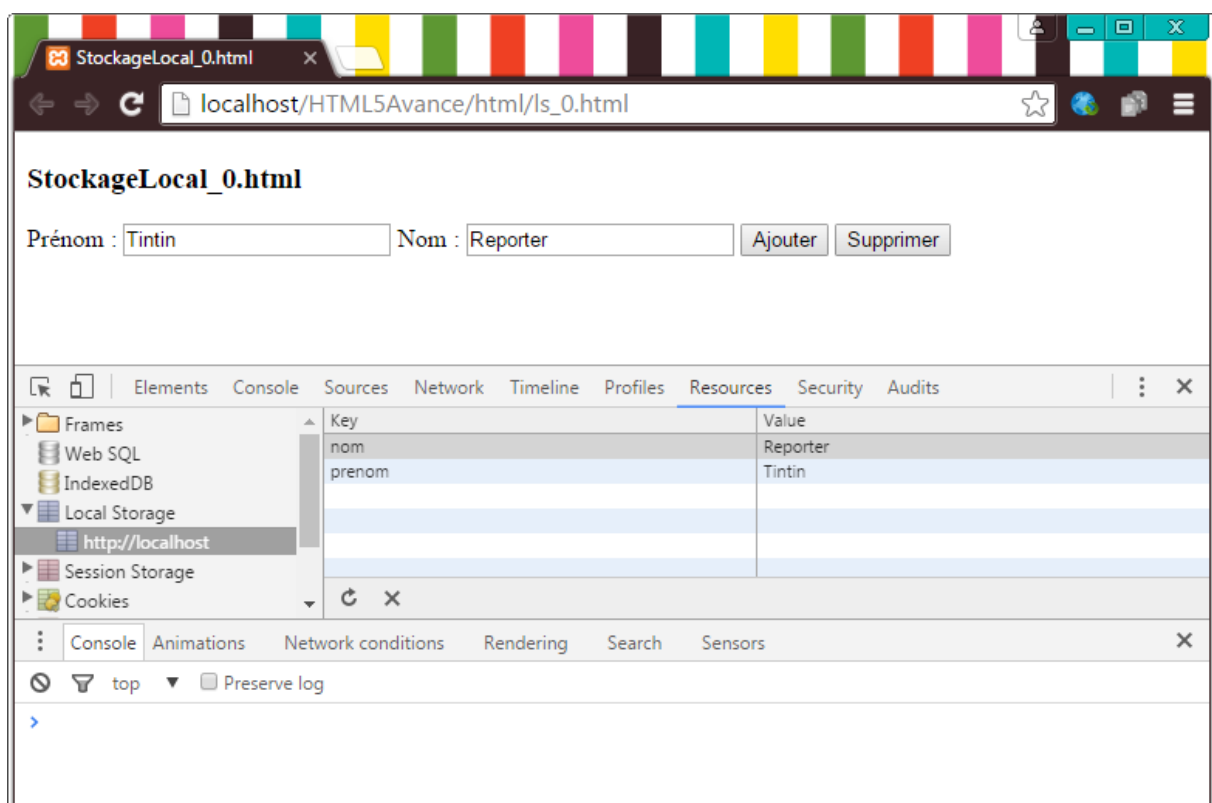 StockageLocal_0.html
localhost/HTML5Avance/html/ls_0.html
StockageLocal_0.html
Prénom : Tintin Nom : Reporter Ajouter Supprimer
Elements Console Sources Network Timeline Profiles Resources Security Audits
Frames
Web SQL
IndexedDB
Local Storage
http://localhost
Session Storage
Cookies
Key Value
nom Reporter
prenom Tintin
Console Animations Network conditions Rendering Search Sensors
top Preserve log